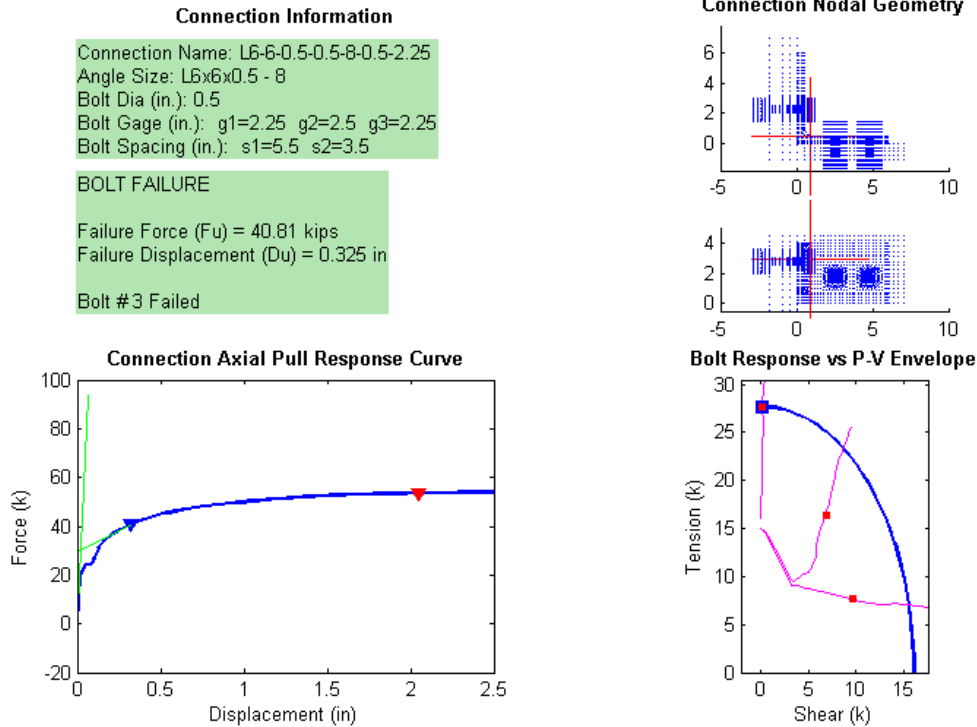 Connection Information
Connection Name: L6-6-0.5-0.5-8-0.5-2.25
Angle Size: L6x6x0.5 - 8
Bolt Dia (in.): 0.5
Bolt Gage (in.): g1=2.25 g2=2.5 g3=2.25
Bolt Spacing (in.): s1=5.5 s2=3.5
BOLT FAILURE
Failure Force (Fu) = 40.81 kips
Failure Displacement (Du) = 0.325 in
Bolt #3 Failed
Connection Nodal Geometry
6
4
2
0
-5 0 5 10
4
2
0
-5 0 5 10
Connection Axial Pull Response Curve
100
80
60
40
20
0
-20
Force (k)
0 0.5 1 1.5 2 2.5
Displacement (in)
Bolt Response vs P-V Envelope
30
25
20
15
10
5
0
Tension (k)
0 5 10 15
Shear (k)